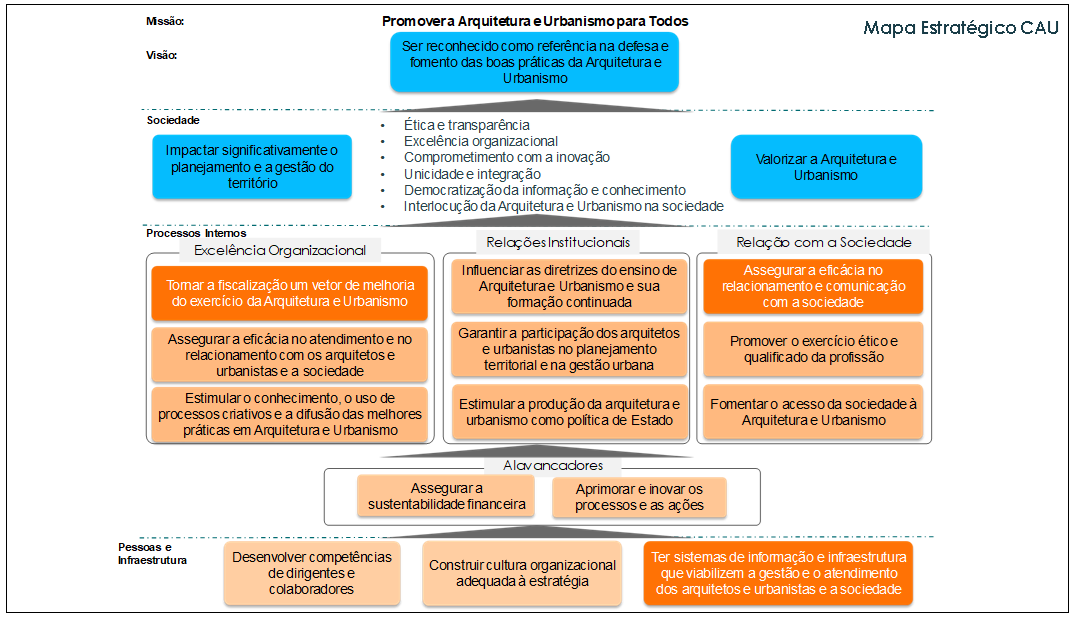 Missão:
Promover a Arquitetura e Urbanismo para Todos
Mapa Estratégico CAU
Visão:
Ser reconhecido como referência na defesa e
fomento das boas práticas da Arquitetura e
Urbanismo
Sociedade
Impactar significativamente o
planejamento e a gestão do
território
• Ética e transparência
• Excelência organizacional
• Comprometimento com a inovação
• Unicidade e integração
• Democratização da informação e conhecimento
• Interlocução da Arquitetura e Urbanismo na sociedade
Valorizar a Arquitetura e
Urbanismo
Processos Internos
Excelência Organizacional
Tornar a fiscalização um vetor de melhoria
do exercício da Arquitetura e Urbanismo
Assegurar a eficácia no atendimento e no
relacionamento com os arquitetos e
urbanistas e a sociedade
Estimular o conhecimento, o uso de
processos criativos e a difusão das melhores
práticas em Arquitetura e Urbanismo
Relações Institucionais
Influenciar as diretrizes do ensino de
Arquitetura e Urbanismo e sua
formação continuada
Garantir a participação dos arquitetos
e urbanistas no planejamento
territorial e na gestão urbana
Estimular a produção da arquitetura e
urbanismo como política de Estado
Relação com a Sociedade
Assegurar a eficácia no
relacionamento e comunicação
com a sociedade
Promover o exercício ético e
qualificado da profissão
Fomentar o acesso da sociedade à
Arquitetura e Urbanismo
Alavancadores
Assegurar a
sustentabilidade financeira
Aprimorar e inovar os
processos e as ações
Pessoas e
Infraestrutura
Desenvolver competências
de dirigentes e
colaboradores
Construir cultura organizacional
adequada à estratégia
Ter sistemas de informação e infraestrutura
que viabilizem a gestão e o atendimento
dos arquitetos e urbanistas e a sociedade